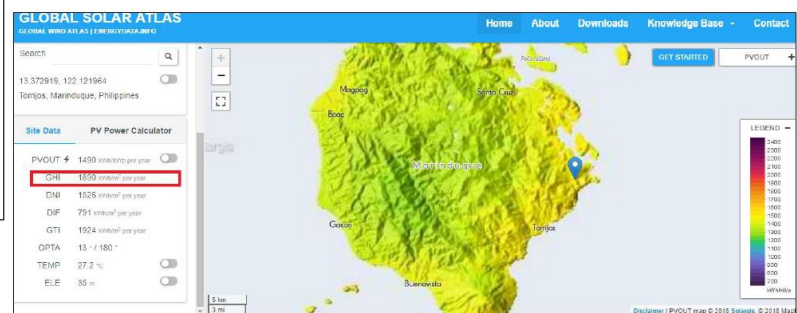 GLOBAL SOLAR ATLAS
GLOBAL WIND ATLAS | ENERGYDATA.INFO
Home About Downloads Knowledge Base Contact
Search
13.372919, 122.121964
Torrijos, Marinduque, Philippines
Site Data PV Power Calculator
PVOUT 1490 kWh/kWp per year
GHI 1890 kWh/m² per year
DNI 1526 kWh/m² per year
DIF 791 kWh/m² per year
GTI 1924 kWh/m² per year
OPTA 13 ° / 180 °
TEMP 27.2 °C
ELE 35 m
+
−
Mogpog
Santa Cruz
Boac
Marinduque
Gasan
Torrijos
Buenavista
5 km
3 mi
GET STARTED
PVOUT +
LEGEND −
2400
2300
2200
2100
2000
1900
1800
1700
1600
1500
1400
1300
1200
1100
1000
900
800
700
kWh/kWp
Disclaimer | PVOUT map © 2018 Solargis, © 2018 Mapb